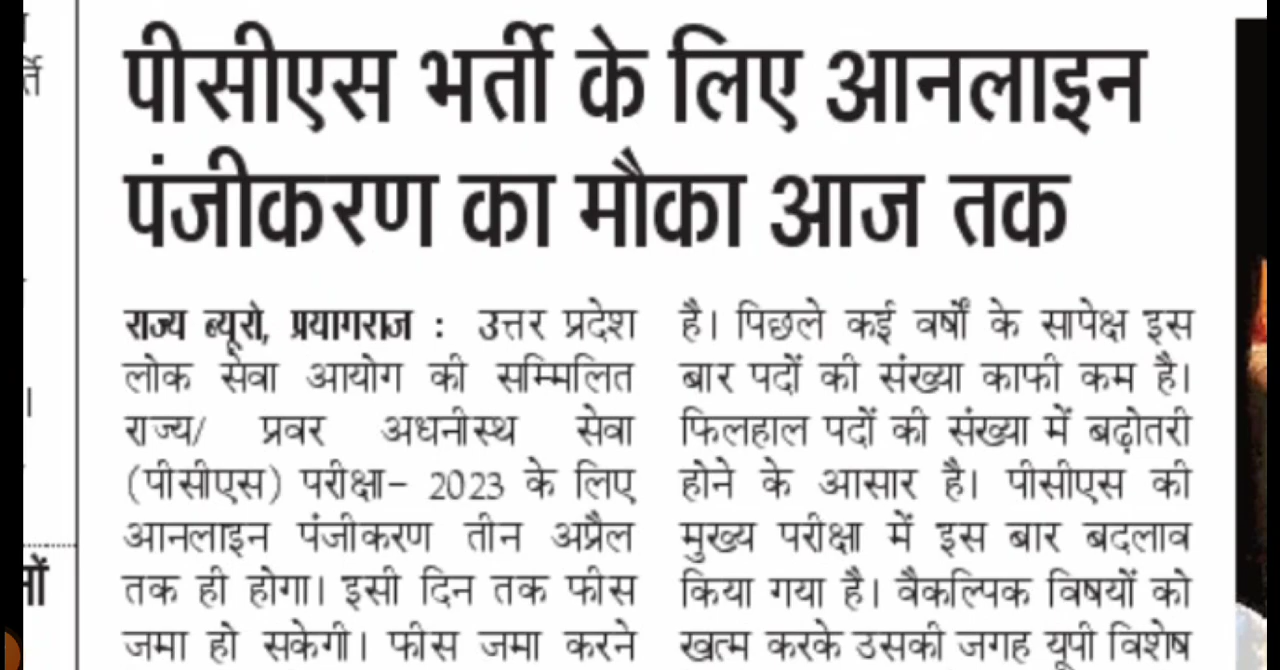 पीसीएस भर्ती के लिए आनलाइन
पंजीकरण का मौका आज तक
राज्य ब्यूरो, प्रयागराज : उत्तर प्रदेश
लोक सेवा आयोग की सम्मिलित
राज्य/ प्रवर अधनीस्थ सेवा
(पीसीएस) परीक्षा- 2023 के लिए
आनलाइन पंजीकरण तीन अप्रैल
तक ही होगा। इसी दिन तक फीस
जमा हो सकेगी। फीस जमा करने
है। पिछले कई वर्षों के सापेक्ष इस
बार पदों की संख्या काफी कम है।
फिलहाल पदों की संख्या में बढ़ोतरी
होने के आसार है। पीसीएस की
मुख्य परीक्षा में इस बार बदलाव
किया गया है। वैकल्पिक विषयों को
खत्म करके उसकी जगह यूपी विशेष